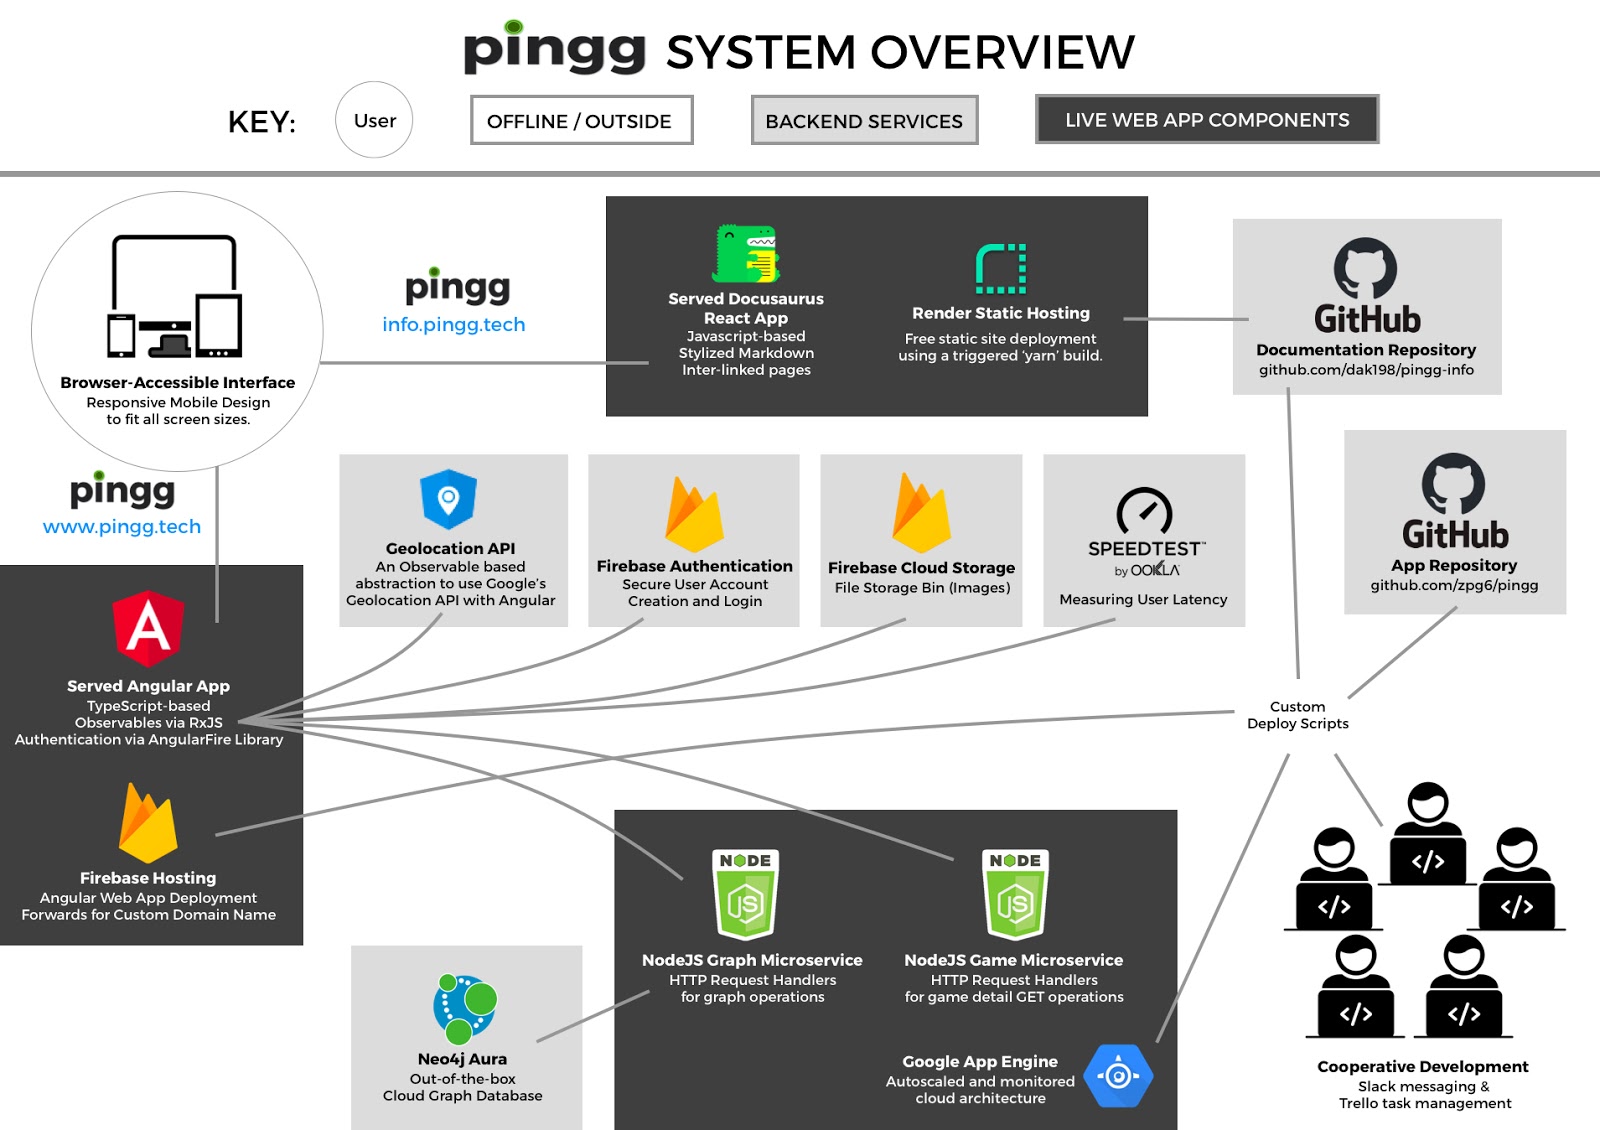 pingg SYSTEM OVERVIEW
KEY:
User
OFFLINE / OUTSIDE
BACKEND SERVICES
LIVE WEB APP COMPONENTS
Browser-Accessible Interface
Responsive Mobile Design
to fit all screen sizes.
pingg
info.pingg.tech
Served Docusaurus
React App
Javascript-based
Stylized Markdown
Inter-linked pages
Render Static Hosting
Free static site deployment
using a triggered 'yarn' build.
GitHub
Documentation Repository
github.com/dak198/pingg-info
pingg
www.pingg.tech
Geolocation API
An Observable based
abstraction to use Google's
Geolocation API with Angular
Firebase Authentication
Secure User Account
Creation and Login
Firebase Cloud Storage
File Storage Bin (Images)
SPEEDTEST™
by OOKLA
Measuring User Latency
GitHub
App Repository
github.com/zpg6/pingg
A
Served Angular App
TypeScript-based
Observables via RxJS
Authentication via AngularFire Library
Firebase Hosting
Angular Web App Deployment
Forwards for Custom Domain Name
Custom
Deploy Scripts
NODE
JS
NodeJS Graph Microservice
HTTP Request Handlers
for graph operations
NODE
JS
NodeJS Game Microservice
HTTP Request Handlers
for game detail GET operations
Google App Engine
Autoscaled and monitored
cloud architecture
Neo4j Aura
Out-of-the-box
Cloud Graph Database
</>
</>
</>
</>
</>
Cooperative Development
Slack messaging &
Trello task management